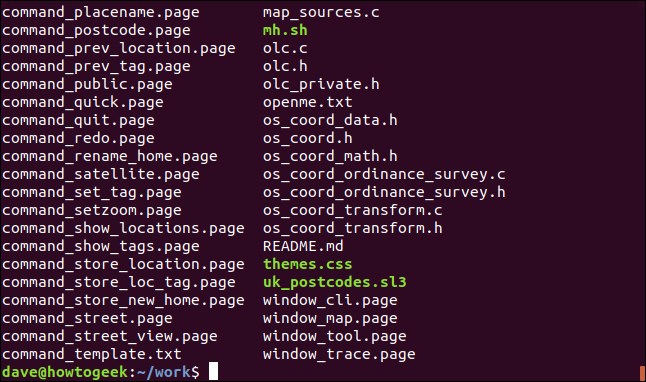 command_placename.page map_sources.c
command_postcode.page mh.sh
command_prev_location.page olc.c
command_prev_tag.page olc.h
command_public.page olc_private.h
command_quick.page openme.txt
command_quit.page os_coord_data.h
command_redo.page os_coord.h
command_rename_home.page os_coord_math.h
command_satellite.page os_coord_ordinance_survey.c
command_set_tag.page os_coord_ordinance_survey.h
command_setzoom.page os_coord_transform.c
command_show_locations.page os_coord_transform.h
command_show_tags.page README.md
command_store_location.page themes.css
command_store_loc_tag.page uk_postcodes.sl3
command_store_new_home.page window_cli.page
command_street.page window_map.page
command_street_view.page window_tool.page
command_template.txt window_trace.page
dave@howtogeek:~/work$